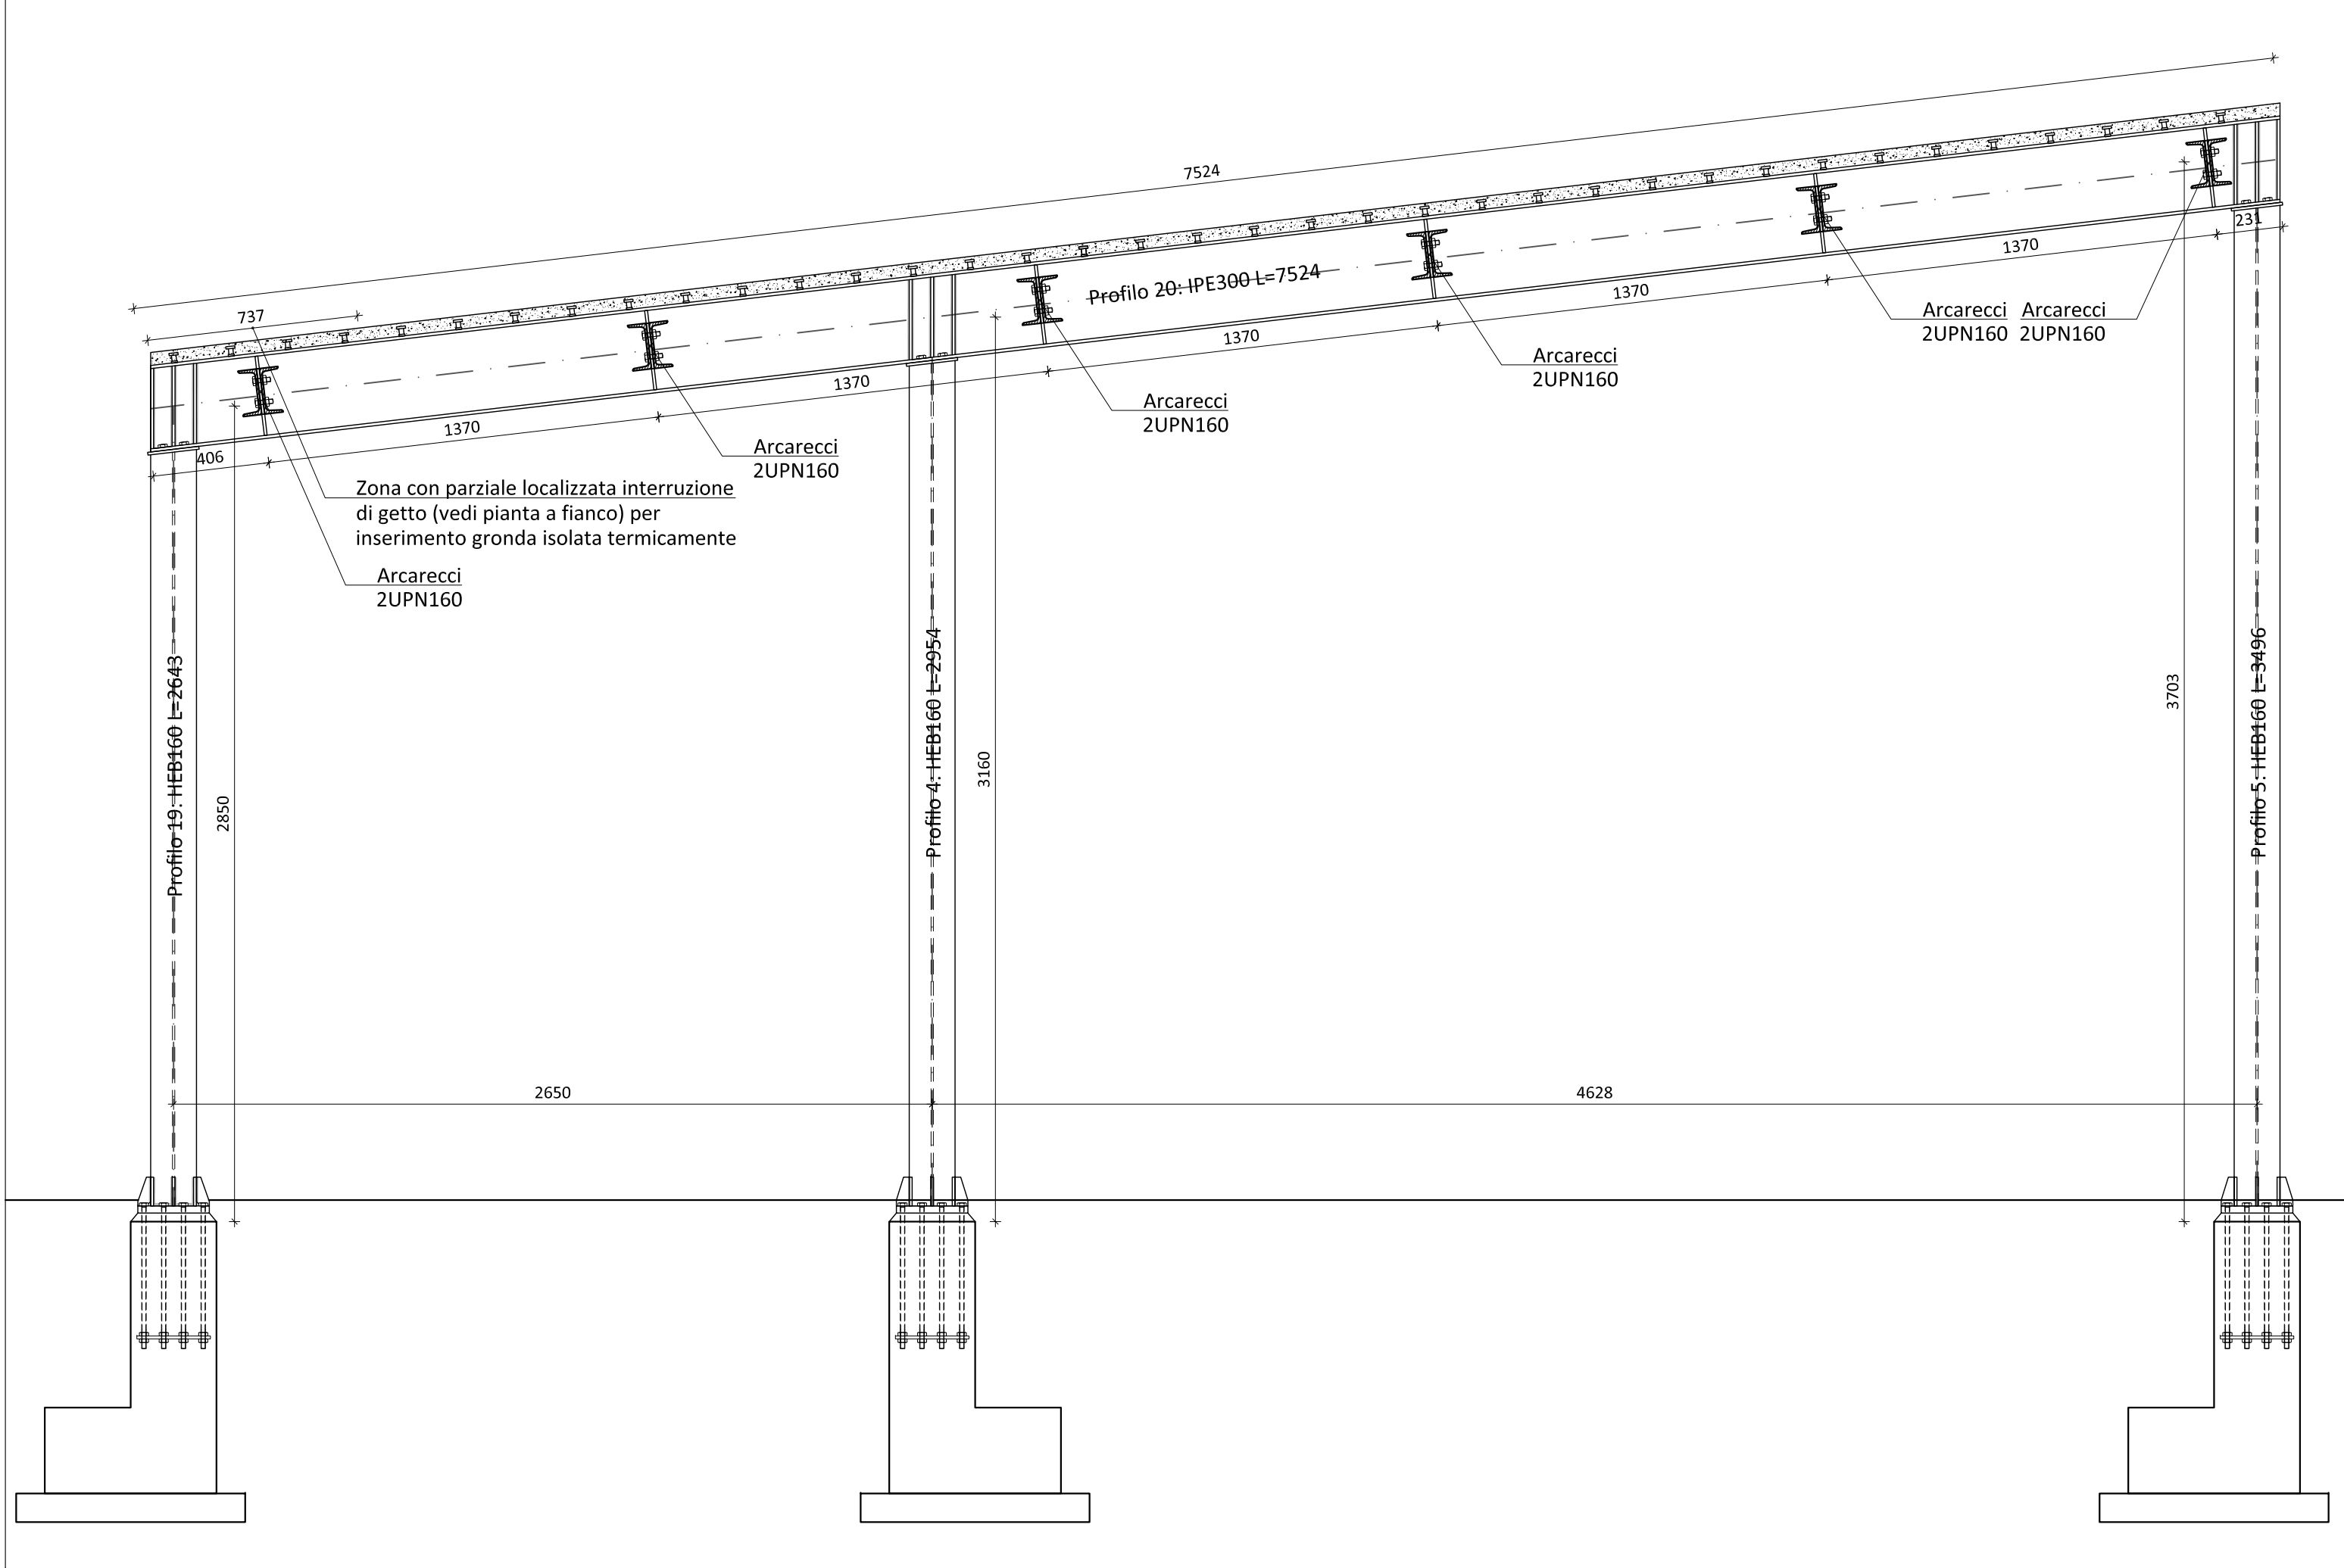 7524
737
231
1370
1370
1370
1370
1370
406
Profilo 20: IPE300 L=7524
Arcarecci
2UPN160
Arcarecci
2UPN160
Arcarecci
2UPN160
Arcarecci
2UPN160
Arcarecci
2UPN160
Zona con parziale localizzata interruzione
di getto (vedi pianta a fianco) per
inserimento gronda isolata termicamente
Arcarecci
2UPN160
Profilo 19: HEB160 L=2643
2850
Profilo 4: HEB160 L=2954
3160
3703
Profilo 5: HEB160 L=3496
2650
4628